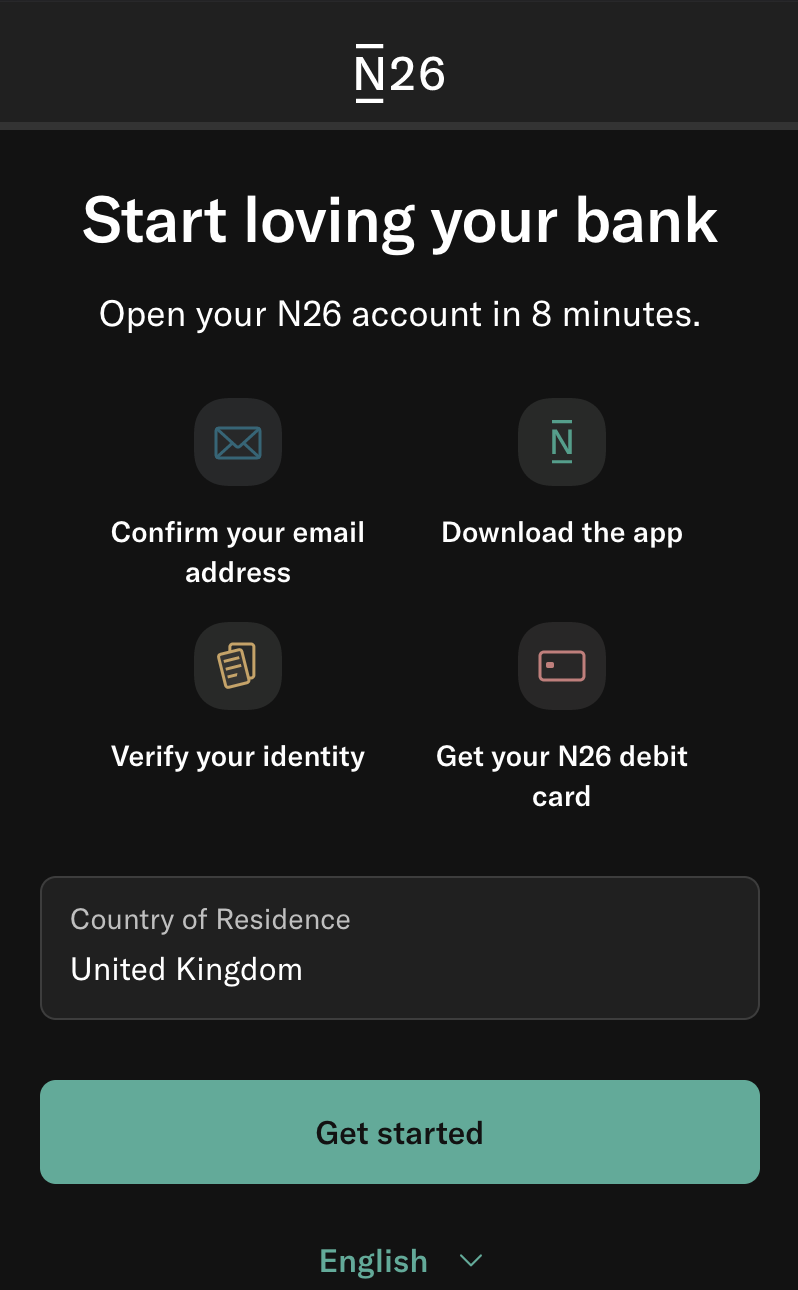 N26
Start loving your bank
Open your N26 account in 8 minutes.
N
Confirm your email
address
Download the app
Verify your identity
Get your N26 debit
card
Country of Residence
United Kingdom
Get started
English